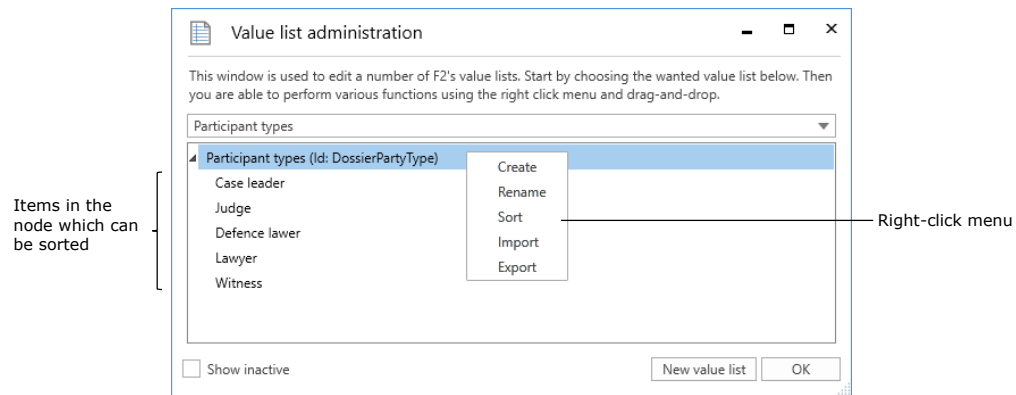 Value list administration
This window is used to edit a number of F2's value lists. Start by choosing the wanted value list below. Then
you are able to perform various functions using the right click menu and drag-and-drop.
Participant types
Participant types (Id: DossierPartyType)
Case leader
Judge
Defence lawer
Lawyer
Witness
Create
Rename
Sort
Import
Export
Items in the
node which can
be sorted
Right-click menu
Show inactive
New value list
OK